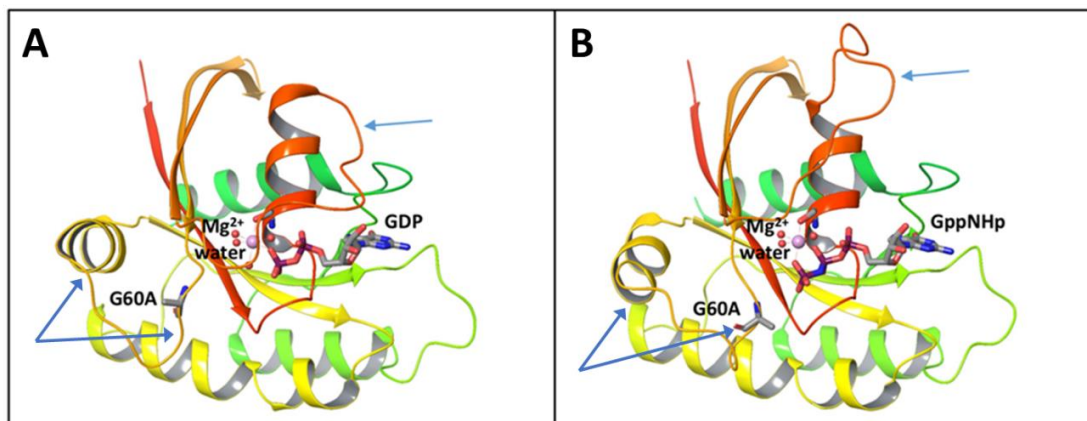 A
Mg2+
water
GDP
G60A
B
Mg2+
water
GppNHp
G60A